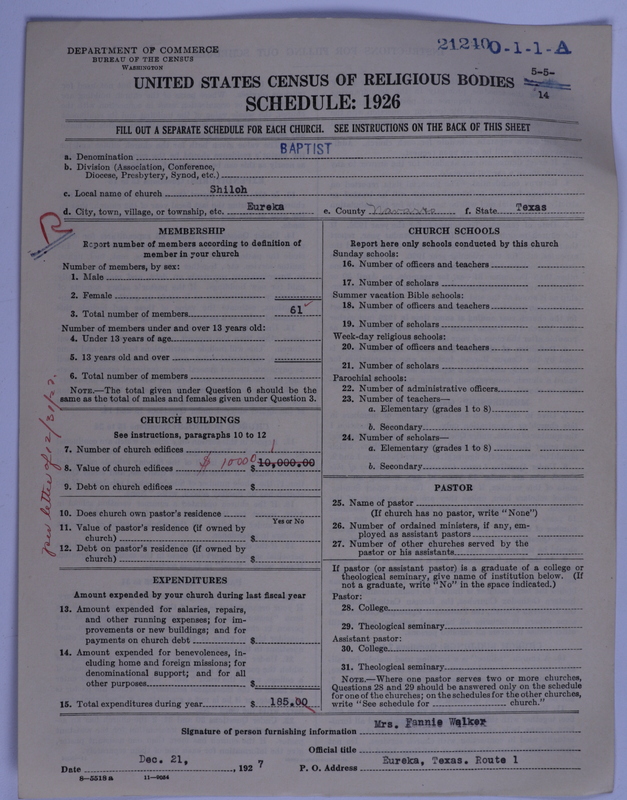 DEPARTMENT OF COMMERCE
BUREAU OF THE CENSUS
WASHINGTON
21240 0-1-1-A
5-5-
14
UNITED STATES CENSUS OF RELIGIOUS BODIES
SCHEDULE: 1926
FILL OUT A SEPARATE SCHEDULE FOR EACH CHURCH. SEE INSTRUCTIONS ON THE BACK OF THIS SHEET
a. Denomination BAPTIST
b. Division (Association, Conference,
Diocese, Presbytery, Synod, etc.)
c. Local name of church Shiloh
d. City, town, village, or township, etc. Eureka e. County Navarro f. State Texas
R
MEMBERSHIP
Report number of members according to definition of
member in your church
Number of members, by sex:
1. Male
2. Female
3. Total number of members 61
Number of members under and over 13 years old:
4. Under 13 years of age
5. 13 years old and over
6. Total number of members
NOTE.—The total given under Question 6 should be the
same as the total of males and females given under Question 3.
CHURCH BUILDINGS
See instructions, paragraphs 10 to 12
7. Number of church edifices 1
8. Value of church edifices $ 1000 $ 10,000.00
9. Debt on church edifices $
10. Does church own pastor's residence
Yes or No
11. Value of pastor's residence (if owned by
church) $
12. Debt on pastor's residence (if owned by
church) $
per letter of 12/30/27.
EXPENDITURES
Amount expended by your church during last fiscal year
13. Amount expended for salaries, repairs,
and other running expenses; for im-
provements or new buildings; and for
payments on church debt $
14. Amount expended for benevolences, in-
cluding home and foreign missions; for
denominational support; and for all
other purposes $
15. Total expenditures during year $ 185.00
CHURCH SCHOOLS
Report here only schools conducted by this church
Sunday schools:
16. Number of officers and teachers
17. Number of scholars
Summer vacation Bible schools:
18. Number of officers and teachers
19. Number of scholars
Week-day religious schools:
20. Number of officers and teachers
21. Number of scholars
Parochial schools:
22. Number of administrative officers
23. Number of teachers—
a. Elementary (grades 1 to 8)
b. Secondary
24. Number of scholars—
a. Elementary (grades 1 to 8)
b. Secondary
PASTOR
25. Name of pastor
(If church has no pastor, write "None")
26. Number of ordained ministers, if any, em-
ployed as assistant pastors
27. Number of other churches served by the
pastor or his assistants
If pastor (or assistant pastor) is a graduate of a college or
theological seminary, give name of institution below. (If
not a graduate, write "No" in the space indicated.)
Pastor:
28. College
29. Theological seminary
Assistant pastor:
30. College
31. Theological seminary
NOTE.—Where one pastor serves two or more churches,
Questions 28 and 29 should be answered only on the schedule
for one of the churches; on the schedules for the other churches,
write "See schedule for church."
Signature of person furnishing information Mrs. Fannie Walker
Official title
Date Dec. 21, 1927 P. O. Address Eureka, Texas. Route 1
8—5518a 11—9034